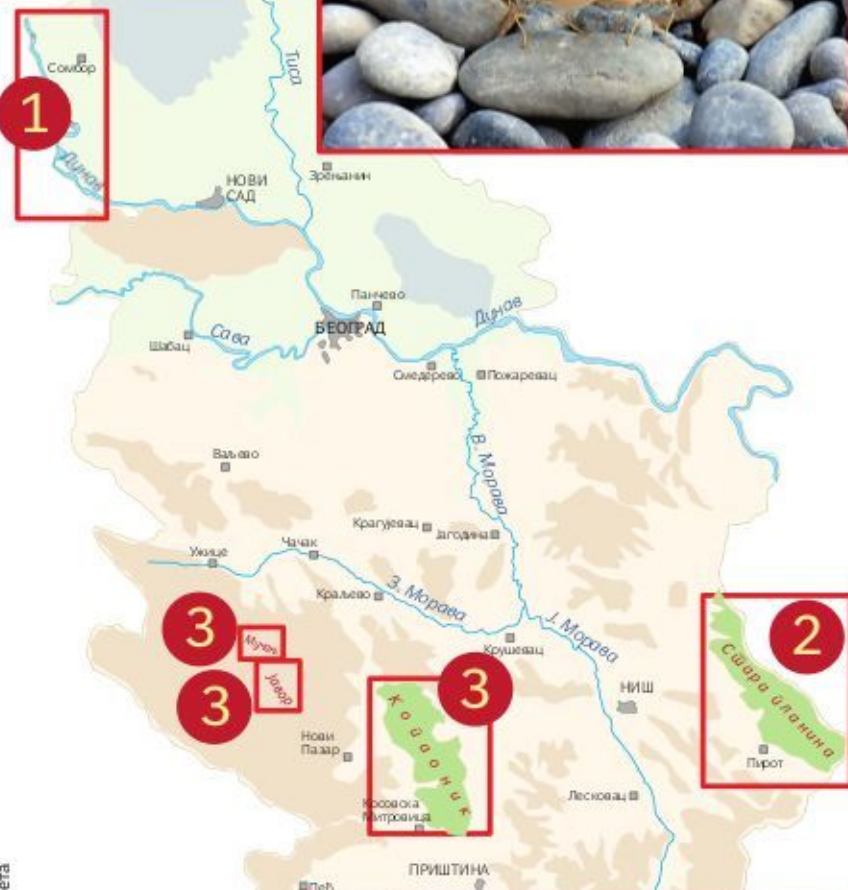 Сомбор
Тиса
1
Дунав
НОВИ
САД
Зрењанин
Панчево
БЕОГРАД
Дунав
Сава
Шабац
Смедерево
Пожаревац
В. Морава
Ваљево
Крагујевац
Јагодина
Чачак
Ужице
З. Морава
Краљево
Ј. Морава
Крушевац
3
Мучањ
3
Јавор
3
Копаоник
2
Стара планина
НИШ
Нови
Пазар
Пирот
Лесковац
Косовска
Митровица
ПРИШТИНА
Пећ